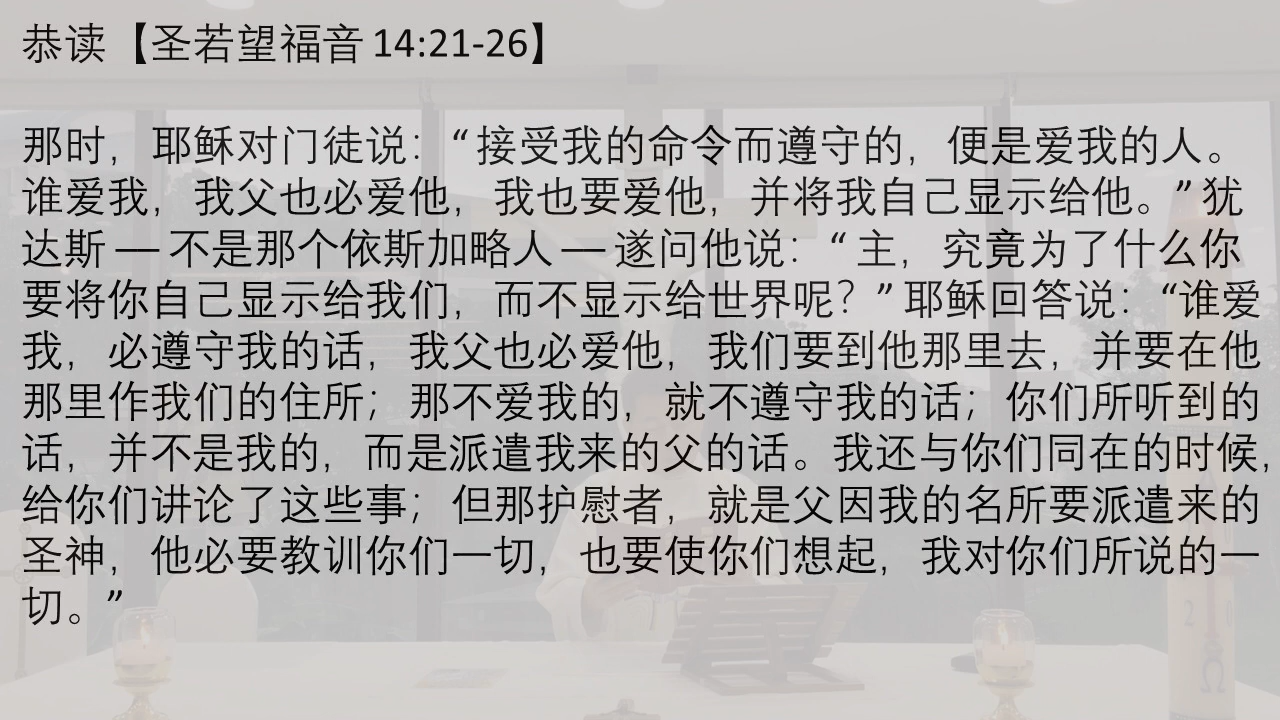 恭读【圣若望福音 14:21-26】
那时，耶稣对门徒说：“接受我的命令而遵守的，便是爱我的人。
谁爱我，我父也必爱他，我也要爱他，并将我自己显示给他。”犹
达斯 — 不是那个依斯加略人 — 遂问他说：“主，究竟为了什么你
要将你自己显示给我们，而不显示给世界呢？”耶稣回答说：“谁爱
我，必遵守我的话，我父也必爱他，我们要到他那里去，并要在他
那里作我们的住所；那不爱我的，就不遵守我的话；你们所听到的
话，并不是我的，而是派遣我来的父的话。我还与你们同在的时候，
给你们讲论了这些事；但那护慰者，就是父因我的名所要派遣来的
圣神，他必要教训你们一切，也要使你们想起，我对你们所说的一
切。”